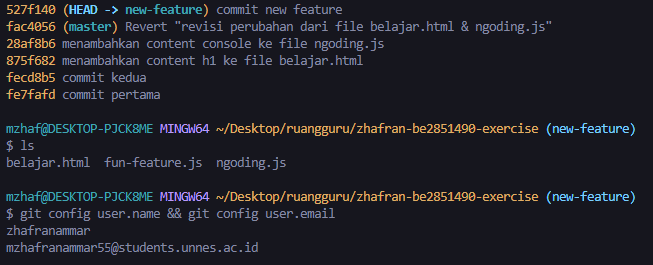 527f140 (HEAD -> new-feature) commit new feature
fac4056 (master) Revert "revisi perubahan dari file belajar.html & ngoding.js"
28af8b6 menambahkan content console ke file ngoding.js
875f682 menambahkan content h1 ke file belajar.html
fecd8b5 commit kedua
fe7fafd commit pertama
mzhaf@DESKTOP-PJCK8ME MINGW64 ~/Desktop/ruangguru/zhafran-be2851490-exercise (new-feature)
$ ls
belajar.html  fun-feature.js  ngoding.js
mzhaf@DESKTOP-PJCK8ME MINGW64 ~/Desktop/ruangguru/zhafran-be2851490-exercise (new-feature)
$ git config user.name && git config user.email
zhafranammar
mzhafranammar55@students.unnes.ac.id